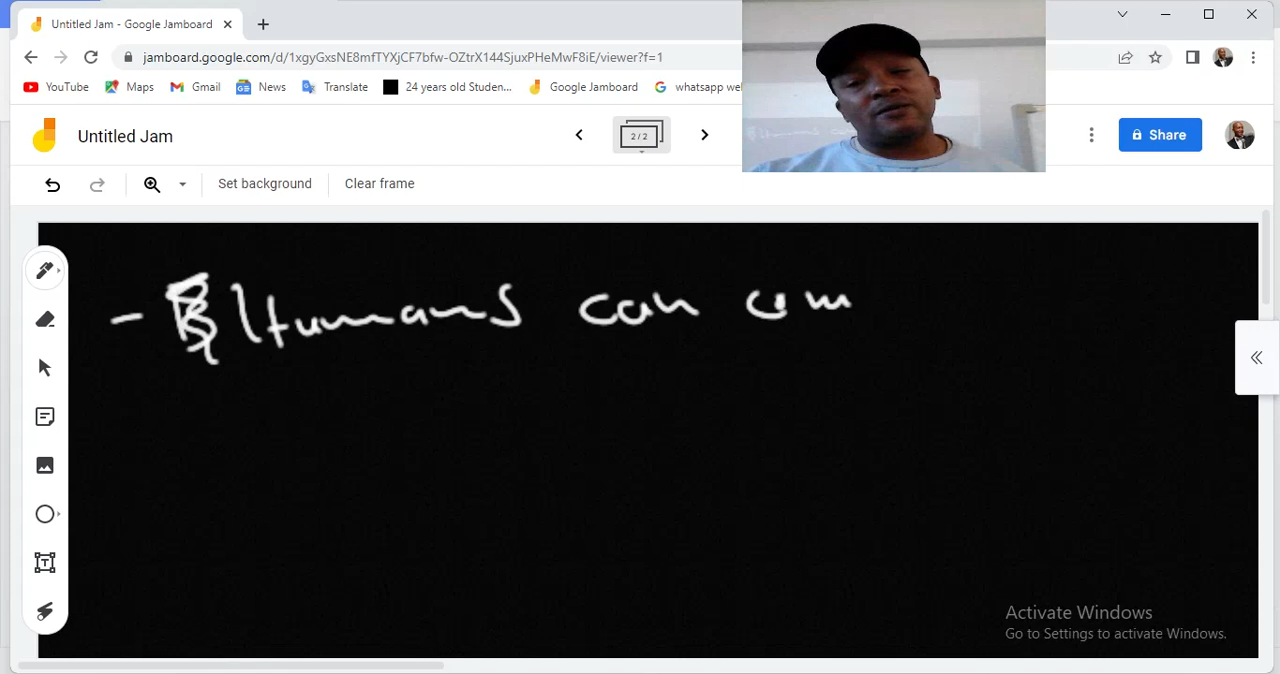 Untitled Jam - Google Jamboard
jamboard.google.com/d/1xgyGxsNE8mfTYXjCF7bfw-OZtrX144SjuxPHeMwF8iE/viewer?f=1
YouTube Maps Gmail News Translate 24 years old Studen... Google Jamboard whatsapp wel
Untitled Jam 2/2 Share
Set background Clear frame
- Humans can com
Activate Windows
Go to Settings to activate Windows.